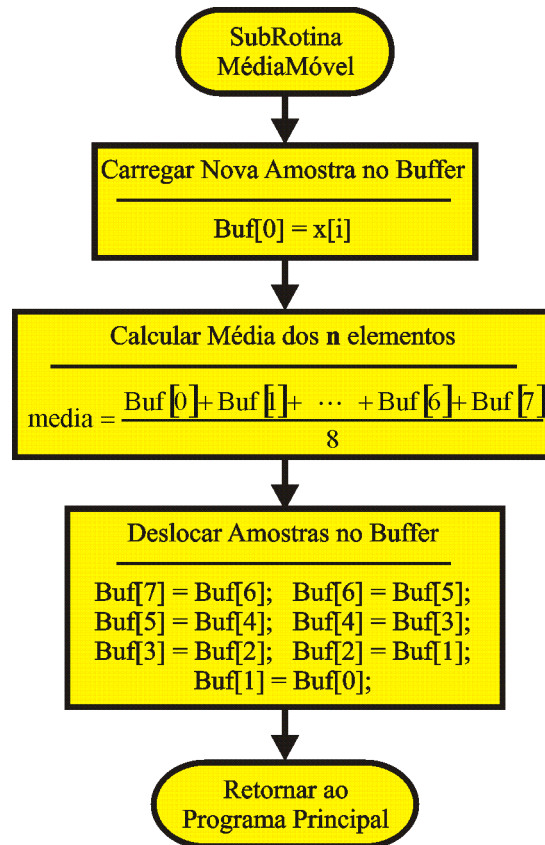 SubRotina
MédiaMóvel
Carregar Nova Amostra no Buffer
Buf[0] = x[i]
Calcular Média dos n elementos
media = Buf[0]+ Buf[1]+ ⋯ + Buf[6]+ Buf[7]
8
Deslocar Amostras no Buffer
Buf[7] = Buf[6]; Buf[6] = Buf[5];
Buf[5] = Buf[4]; Buf[4] = Buf[3];
Buf[3] = Buf[2]; Buf[2] = Buf[1];
Buf[1] = Buf[0];
Retornar ao
Programa Principal